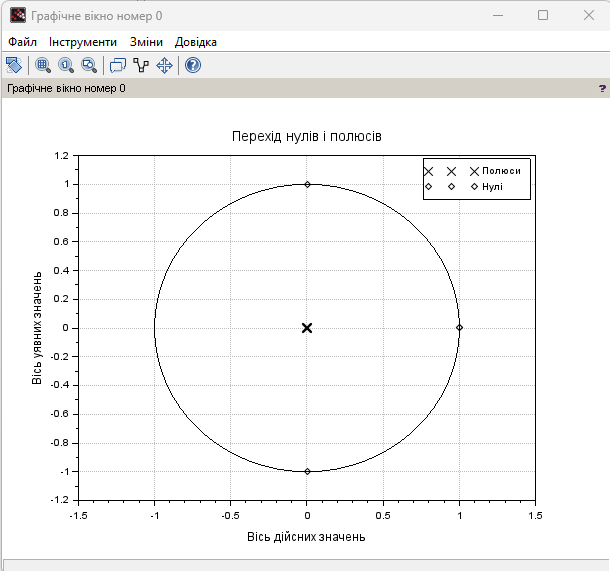 Графічне вікно номер 0
Файл Інструменти Зміни Довідка
Графічне вікно номер 0 ?
Перехід нулів і полюсів
Полюси
Нулі
1.2
1
0.8
0.6
0.4
0.2
0
-0.2
-0.4
-0.6
-0.8
-1
-1.2
Вісь уявних значень
-1.5 -1 -0.5 0 0.5 1 1.5
Вісь дійсних значень